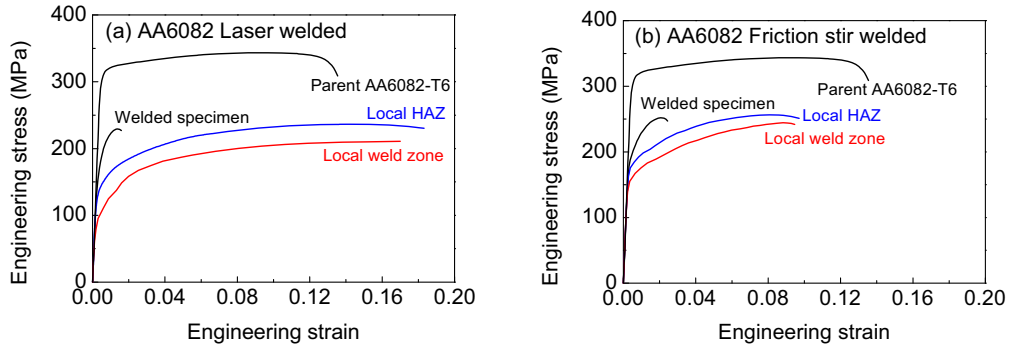 (a) AA6082 Laser welded
Engineering stress (MPa)
400
300
200
100
0
Parent AA6082-T6
Welded specimen
Local HAZ
Local weld zone
0.00 0.04 0.08 0.12 0.16 0.20
Engineering strain
(b) AA6082 Friction stir welded
Engineering stress (MPa)
400
300
200
100
0
Parent AA6082-T6
Welded specimen
Local HAZ
Local weld zone
0.00 0.04 0.08 0.12 0.16 0.20
Engineering strain